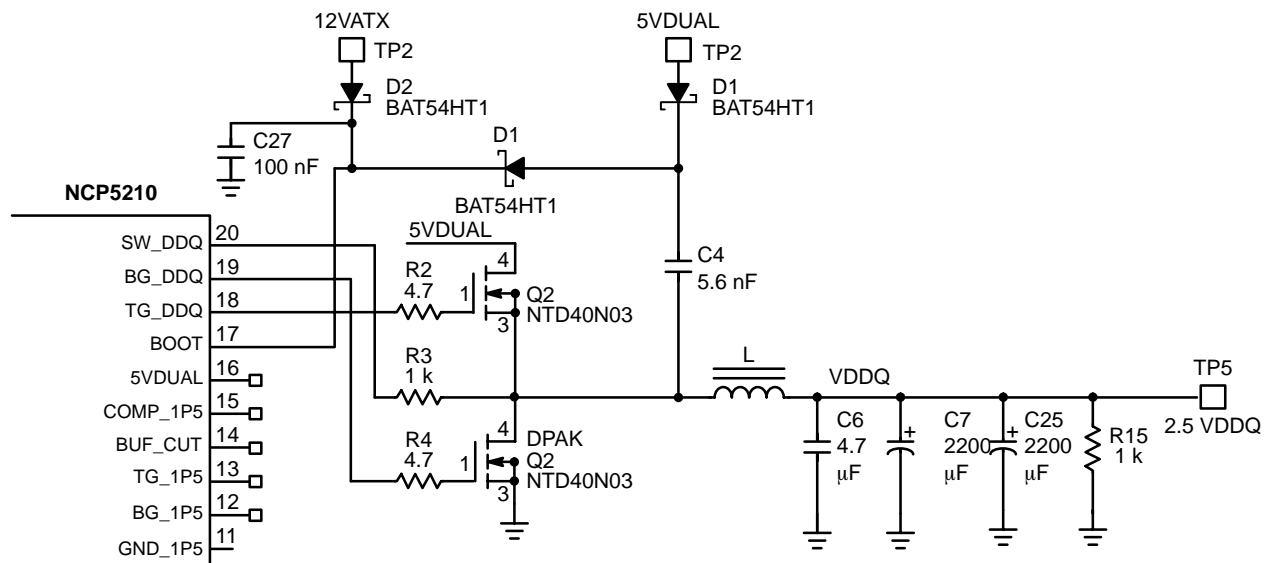 12VATX
5VDUAL
TP2
TP2
D2
BAT54HT1
D1
BAT54HT1
C27
100 nF
D1
BAT54HT1
NCP5210
5VDUAL
SW_DDQ 20
BG_DDQ 19
TG_DDQ 18
BOOT 17
5VDUAL 16
COMP_1P5 15
BUF_CUT 14
TG_1P5 13
BG_1P5 12
GND_1P5 11
R2
4.7
4
1
Q2
NTD40N03
3
C4
5.6 nF
R3
1 k
L
VDDQ
TP5
2.5 VDDQ
R4
4.7
4
DPAK
1
Q2
NTD40N03
3
C6
4.7
μF
+
C7
2200
μF
+
C25
2200
μF
R15
1 k